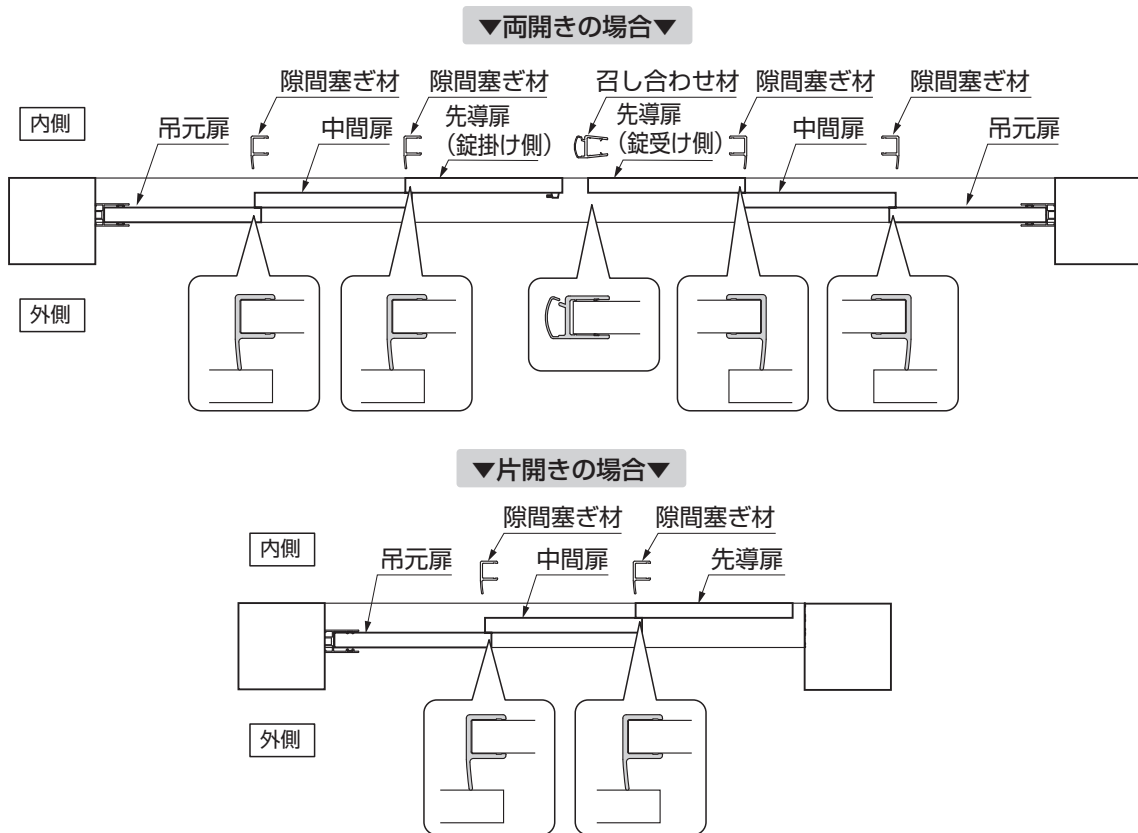 ▼両開きの場合▼
隙間塞ぎ材
隙間塞ぎ材
召し合わせ材
隙間塞ぎ材
隙間塞ぎ材
内側
吊元扉
中間扉
先導扉
(錠掛け側)
先導扉
(錠受け側)
中間扉
吊元扉
外側
▼片開きの場合▼
隙間塞ぎ材
隙間塞ぎ材
内側
吊元扉
中間扉
先導扉
外側